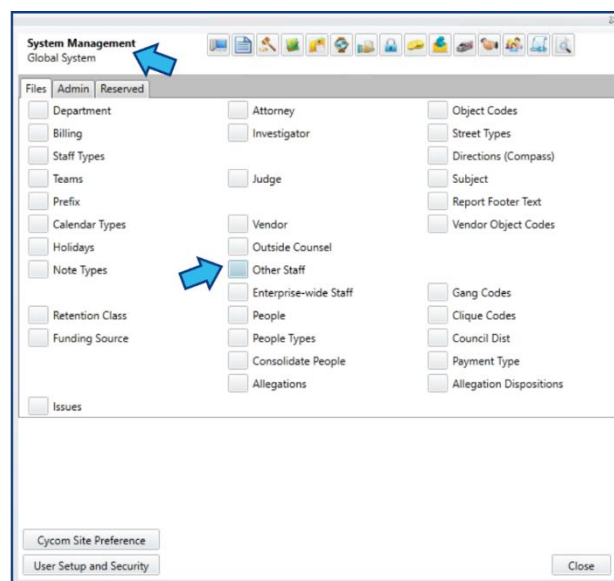 System Management
Global System
Files Admin Reserved
Department Attorney Object Codes
Billing Investigator Street Types
Staff Types Directions (Compass)
Teams Judge Subject
Prefix Report Footer Text
Calendar Types Vendor Vendor Object Codes
Holidays Outside Counsel
Note Types Other Staff
Enterprise-wide Staff Gang Codes
Retention Class People Clique Codes
Funding Source People Types Council Dist
Consolidate People Payment Type
Allegations Allegation Dispositions
Issues
Cycom Site Preference
User Setup and Security Close